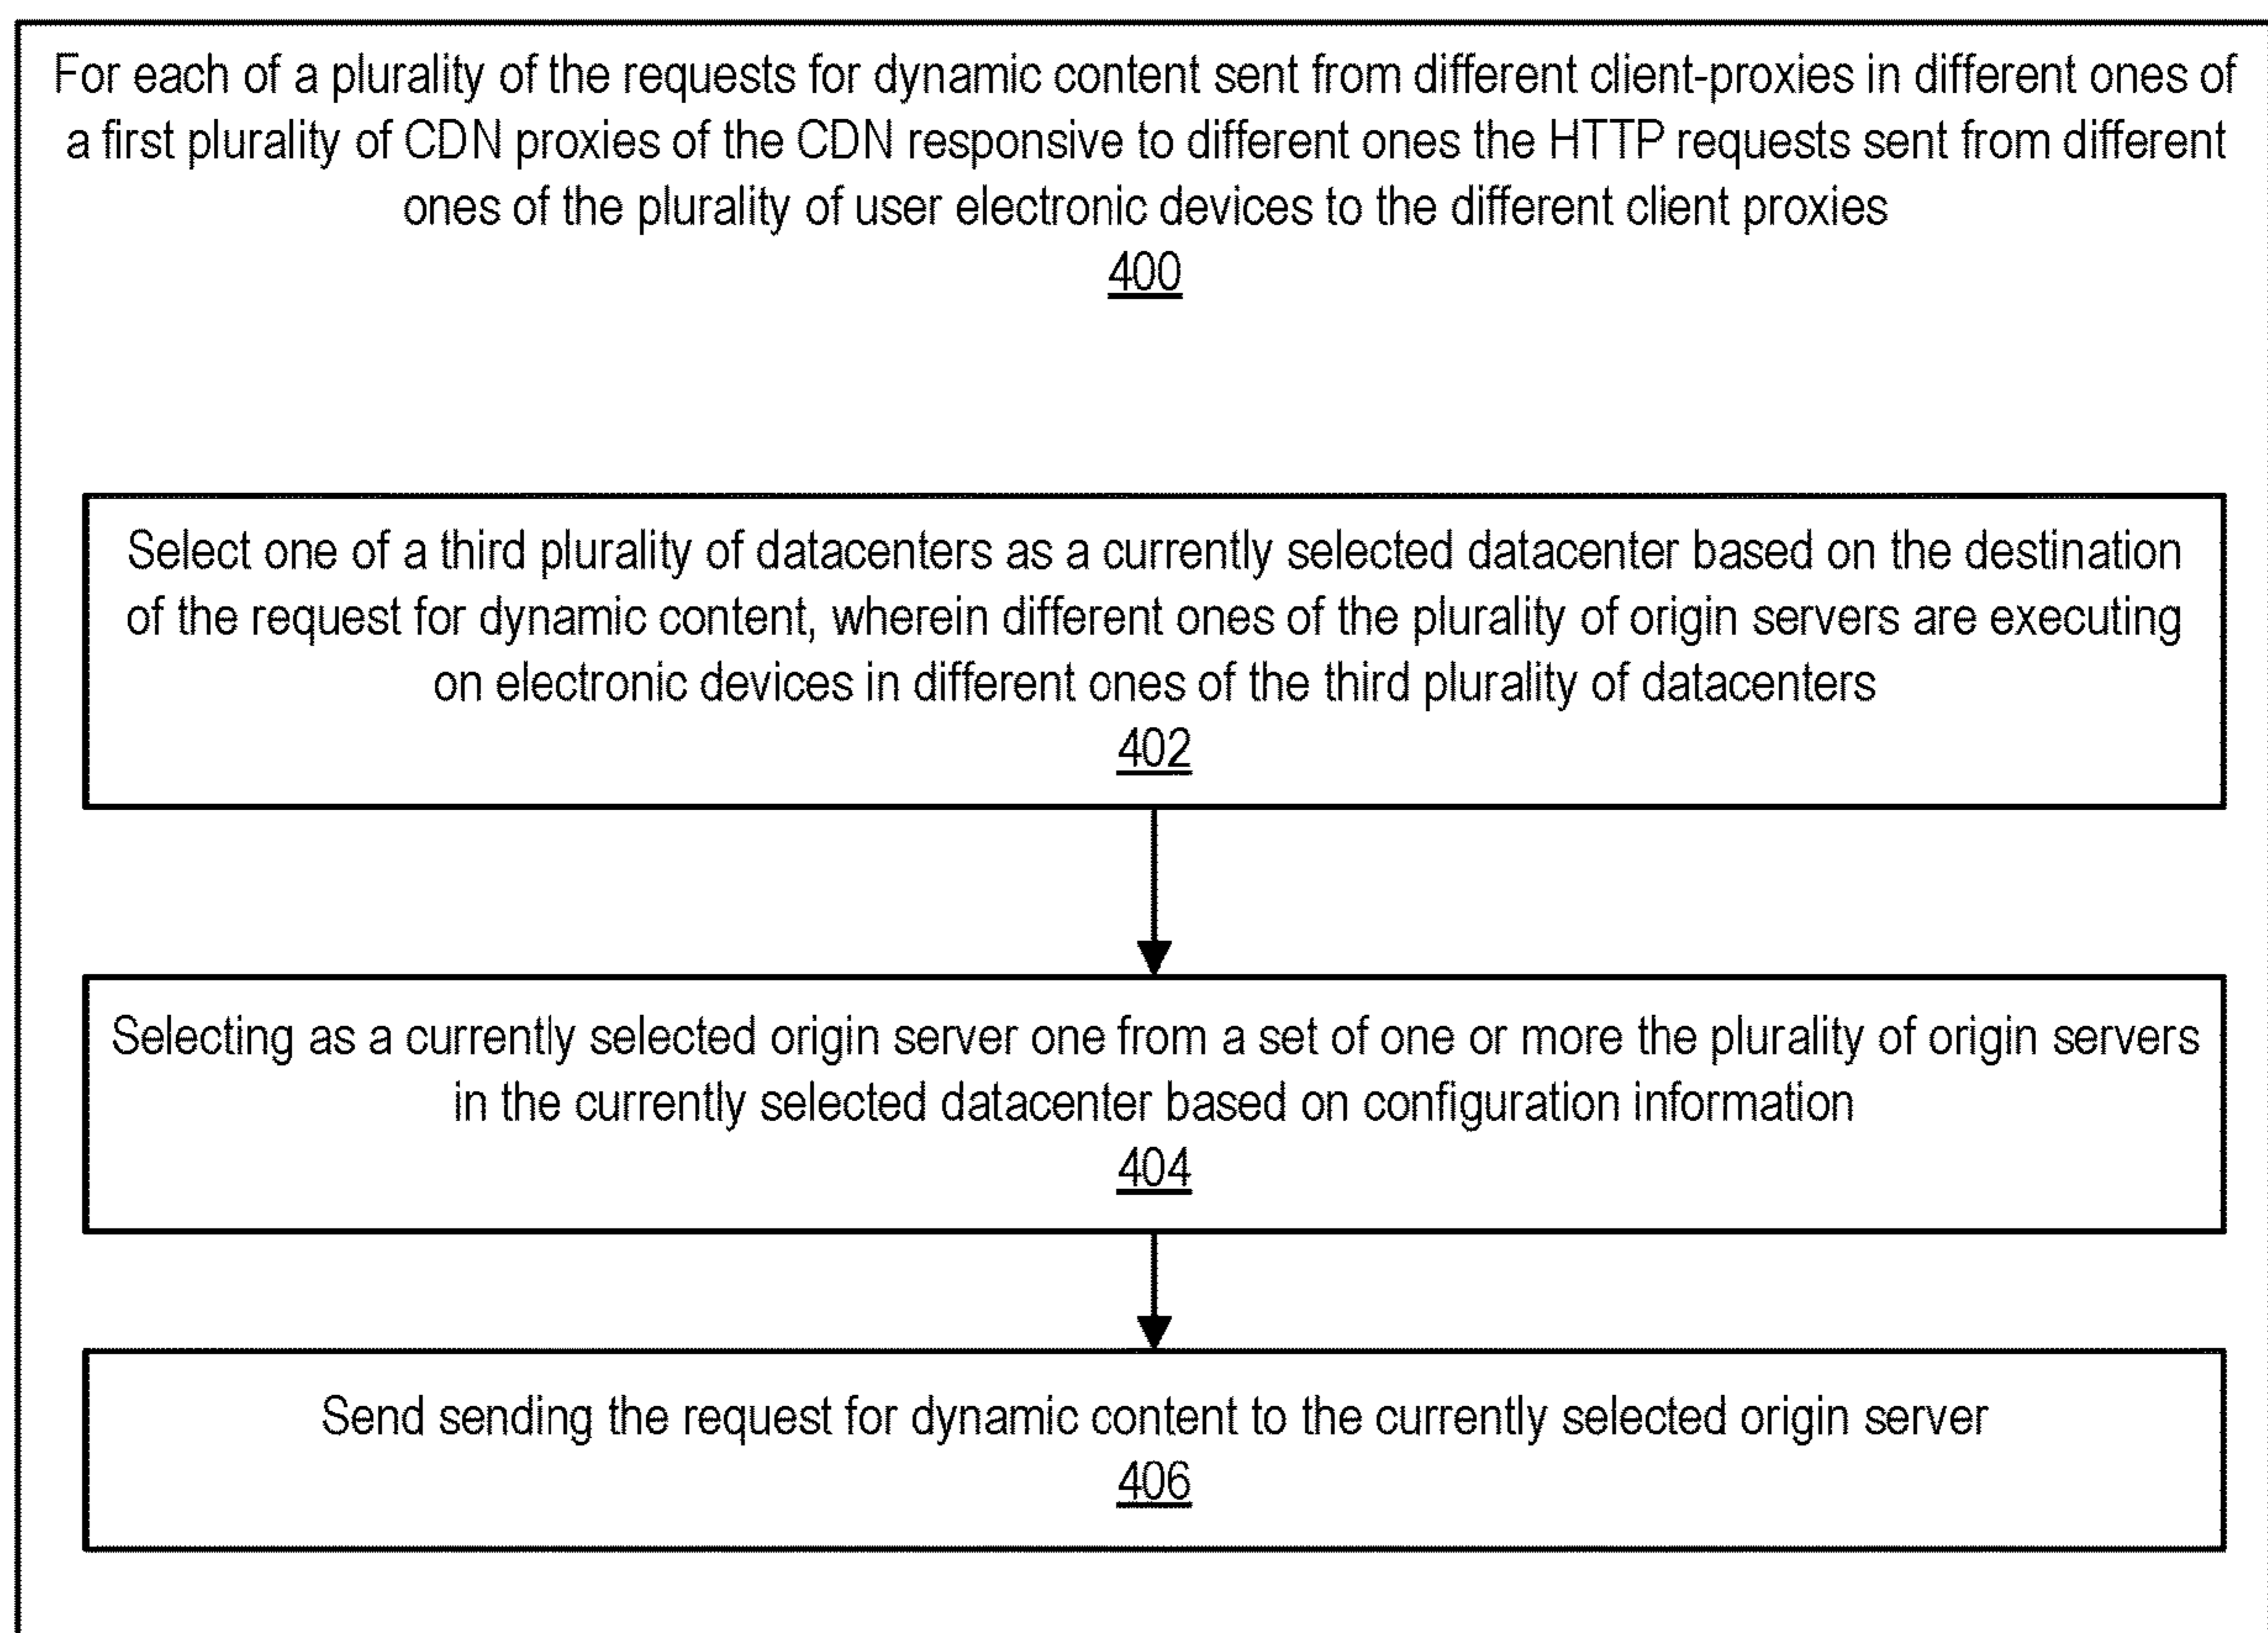 For each of a plurality of the requests for dynamic content sent from different client-proxies in different ones of
a first plurality of CDN proxies of the CDN responsive to different ones the HTTP requests sent from different
ones of the plurality of user electronic devices to the different client proxies
400
Select one of a third plurality of datacenters as a currently selected datacenter based on the destination
of the request for dynamic content, wherein different ones of the plurality of origin servers are executing
on electronic devices in different ones of the third plurality of datacenters
402
Selecting as a currently selected origin server one from a set of one or more the plurality of origin servers
in the currently selected datacenter based on configuration information
404
Send sending the request for dynamic content to the currently selected origin server
406